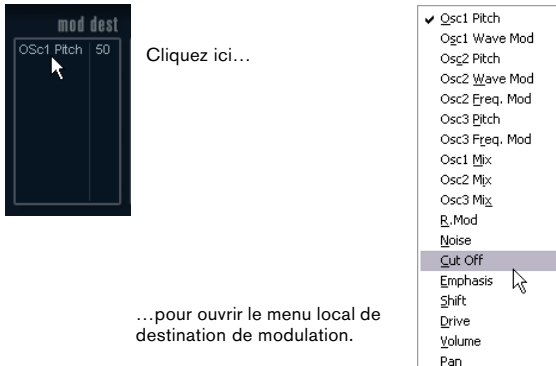 mod dest
OSc1 Pitch 50
Cliquez ici…
…pour ouvrir le menu local de
destination de modulation.
Osc1 Pitch
Osc1 Wave Mod
Osc2 Pitch
Osc2 Wave Mod
Osc2 Freq. Mod
Osc3 Pitch
Osc3 Freq. Mod
Osc1 Mix
Osc2 Mix
Osc3 Mix
R.Mod
Noise
Cut Off
Emphasis
Shift
Drive
Volume
Pan